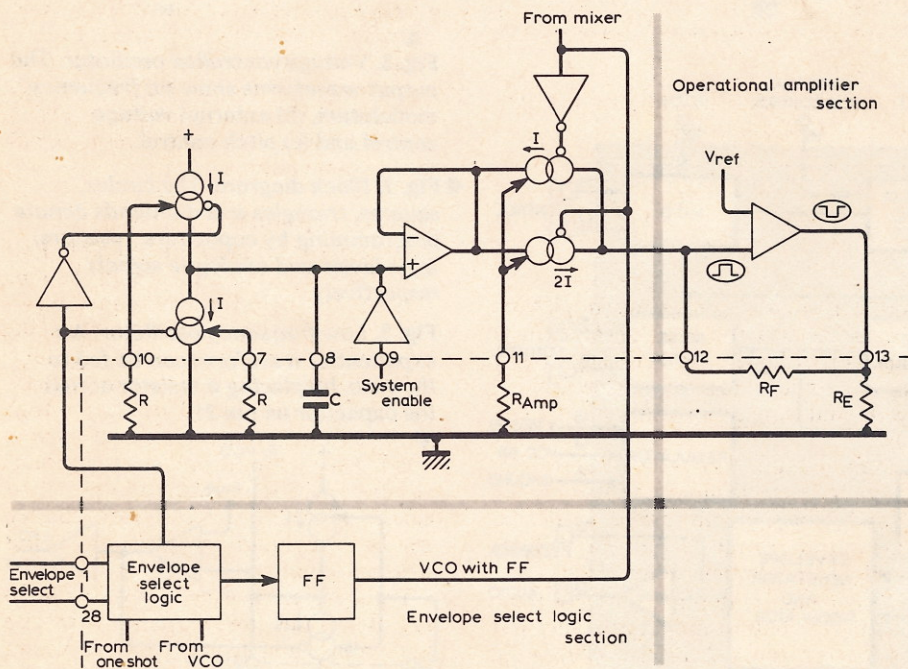 From mixer
Operational amplifier
section
Vref
+
I
I
I
2I
−
+
10
7
8
9
11
12
13
R
R
C
System
enable
RAmp
RF
RE
Envelope
select
1
28
Envelope
select
logic
FF
VCO with FF
Envelope select logic
section
From
one shot
From
VCO